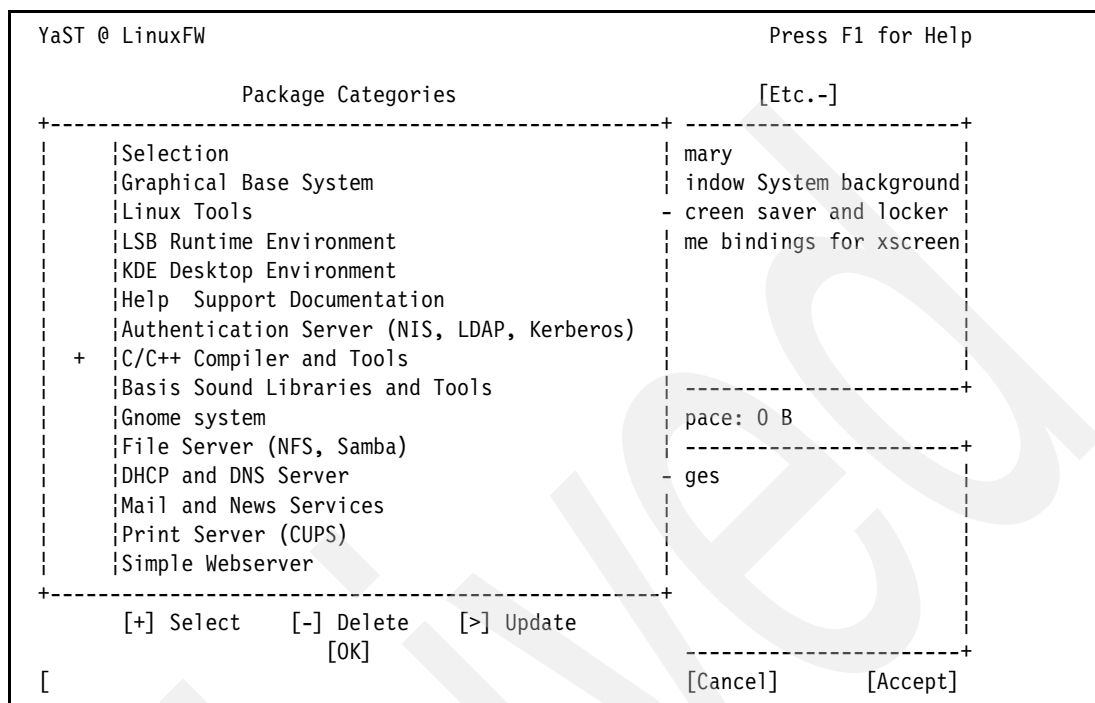 YaST @ LinuxFW Press F1 for Help
Package Categories [Etc.-]
+----------------------------------------------------+ -----------------------+
¦ ¦Selection ¦ mary ¦
¦ ¦Graphical Base System ¦ indow System background¦
¦ ¦Linux Tools - creen saver and locker ¦
¦ ¦LSB Runtime Environment ¦ me bindings for xscreen¦
¦ ¦KDE Desktop Environment ¦ ¦
¦ ¦Help Support Documentation ¦ ¦
¦ ¦Authentication Server (NIS, LDAP, Kerberos) ¦ ¦
¦ + ¦C/C++ Compiler and Tools ¦ ¦
¦ ¦Basis Sound Libraries and Tools ¦ -----------------------+
¦ ¦Gnome system ¦ pace: 0 B
¦ ¦File Server (NFS, Samba) ¦ -----------------------+
¦ ¦DHCP and DNS Server - ges ¦
¦ ¦Mail and News Services ¦ ¦
¦ ¦Print Server (CUPS) ¦ ¦
¦ ¦Simple Webserver ¦ ¦
+----------------------------------------------------+ ¦
[+] Select [-] Delete [>] Update ¦
[OK] -----------------------+
[ [Cancel] [Accept]